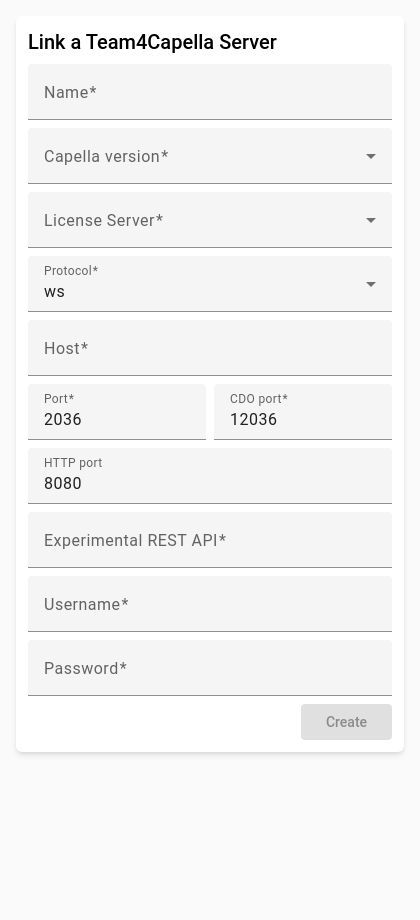 Link a Team4Capella Server
Name*
Capella version*
License Server*
Protocol*
ws
Host*
Port*
CDO port*
2036
12036
HTTP port
8080
Experimental REST API*
Username*
Password*
Create